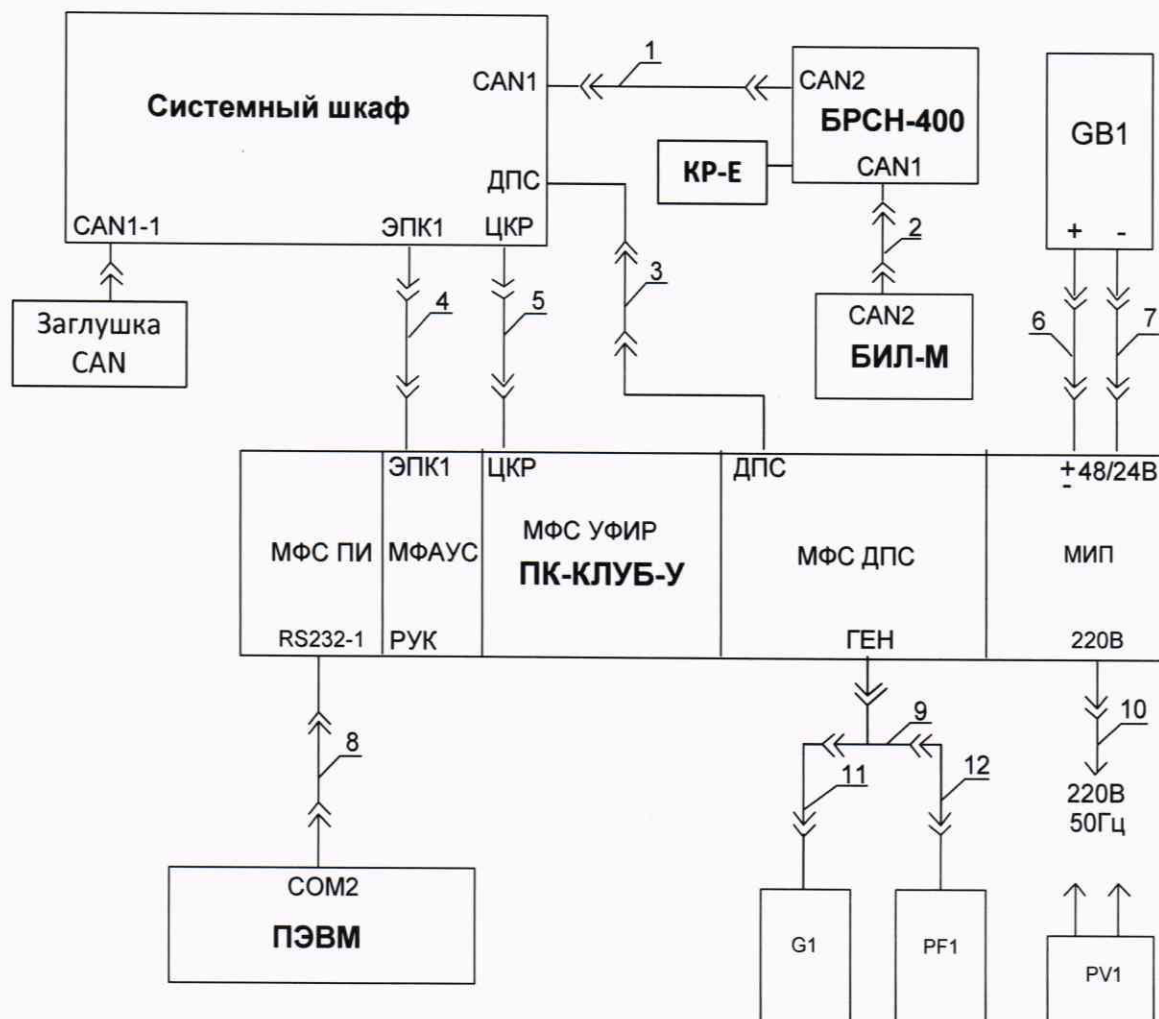 1
CAN1
CAN2
Системный шкаф
БРСН-400
GB1
КР-Е
CAN1
ДПС
CAN1-1
ЭПК1
ЦКР
+
-
2
3
4
5
6
7
Заглушка
CAN
CAN2
БИЛ-М
ЭПК1
ЦКР
ДПС
+
-
48/24В
МФС ПИ
МФАУС
МФС УФИР
ПК-КЛУБ-У
МФС ДПС
МИП
RS232-1
РУК
ГЕН
220В
8
9
10
11
12
220В
50Гц
COM2
ПЭВМ
G1
PF1
PV1